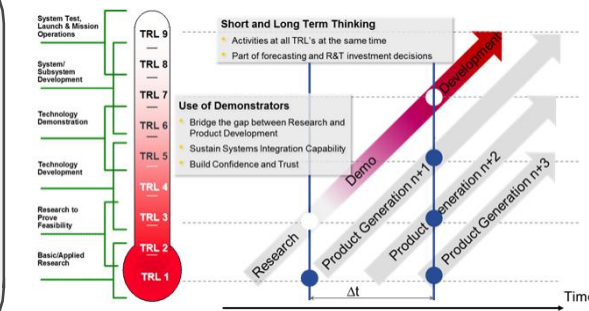 System Test,
Launch & Mission
Operations
System/
Subsystem
Development
Technology
Demonstration
Technology
Development
Research to
Prove
Feasibility
Basic/Applied
Research
TRL 9
TRL 8
TRL 7
TRL 6
TRL 5
TRL 4
TRL 3
TRL 2
TRL 1
Short and Long Term Thinking
Activities at all TRL's at the same time
Part of forecasting and R&T investment decisions
Use of Demonstrators
Bridge the gap between Research and
Product Development
Sustain Systems Integration Capability
Build Confidence and Trust
Research
Demo
Development
Product Generation n+1
Product Generation n+2
Product Generation n+3
Δt
Time